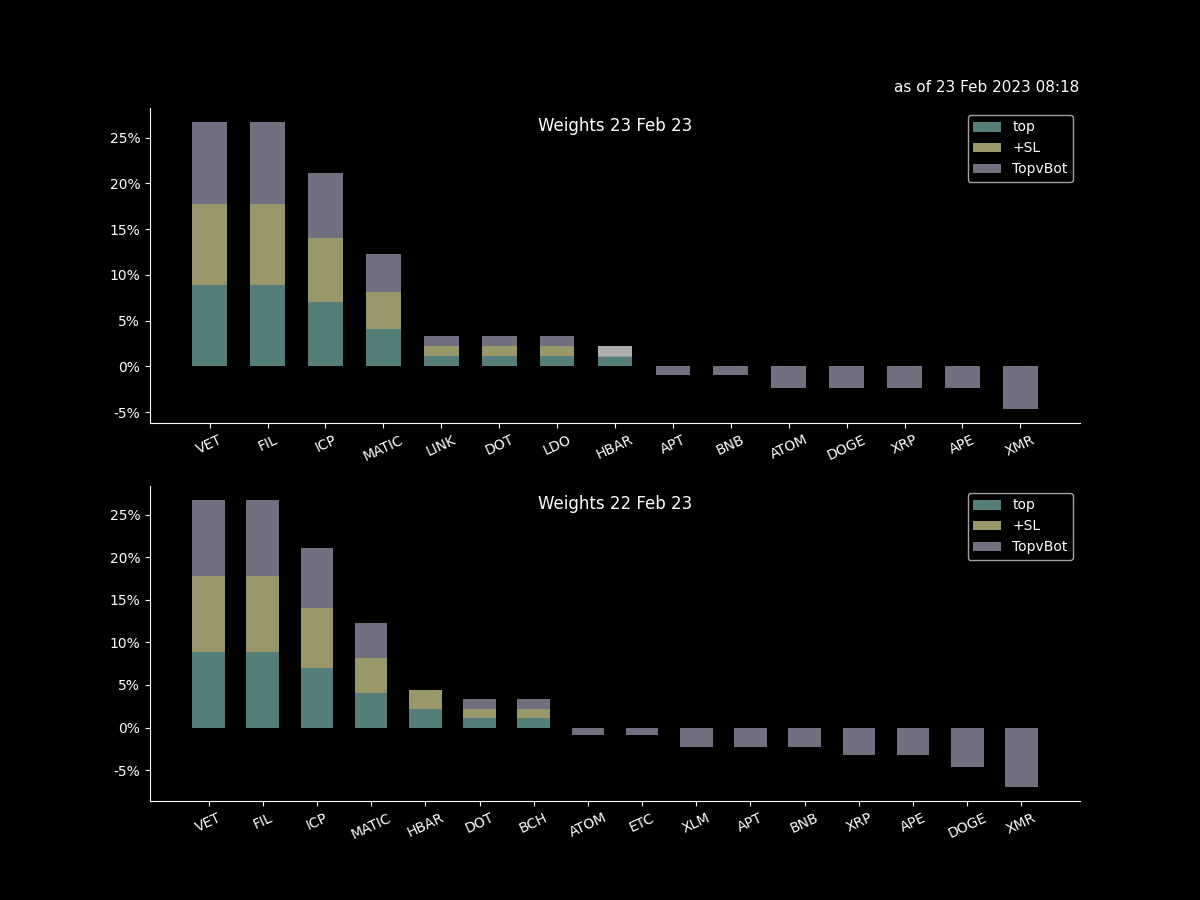 as of 23 Feb 2023 08:18
Weights 23 Feb 23
top
+SL
TopvBot
25%
20%
15%
10%
5%
0%
-5%
VET FIL ICP MATIC LINK DOT LDO HBAR APT BNB ATOM DOGE XRP APE XMR
Weights 22 Feb 23
top
+SL
TopvBot
25%
20%
15%
10%
5%
0%
-5%
VET FIL ICP MATIC HBAR DOT BCH ATOM ETC XLM APT BNB XRP APE DOGE XMR